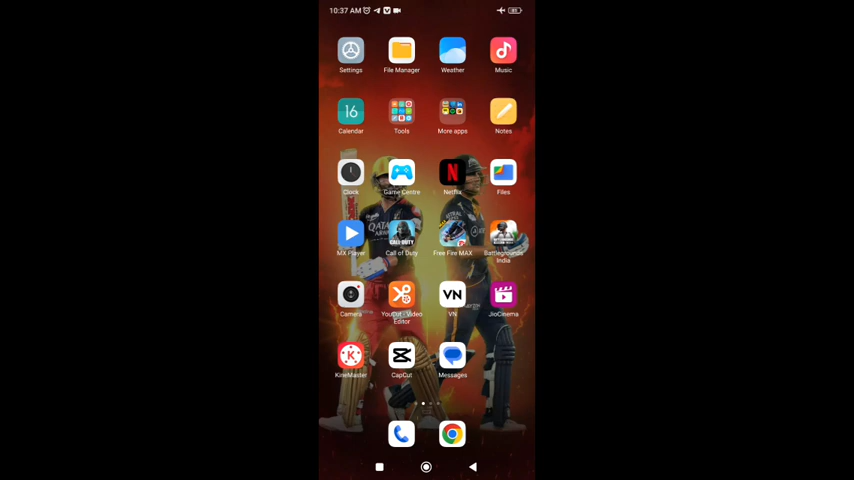 10:37 AM
Settings
File Manager
Weather
Music
16
Calendar
Tools
More apps
Notes
Clock
Game Centre
Netflix
Files
MX Player
Call of Duty
Free Fire MAX
Battlegrounds India
Camera
YouCut - Video Editor
VN
VN
JioCinema
KineMaster
CapCut
Messages
QATAR